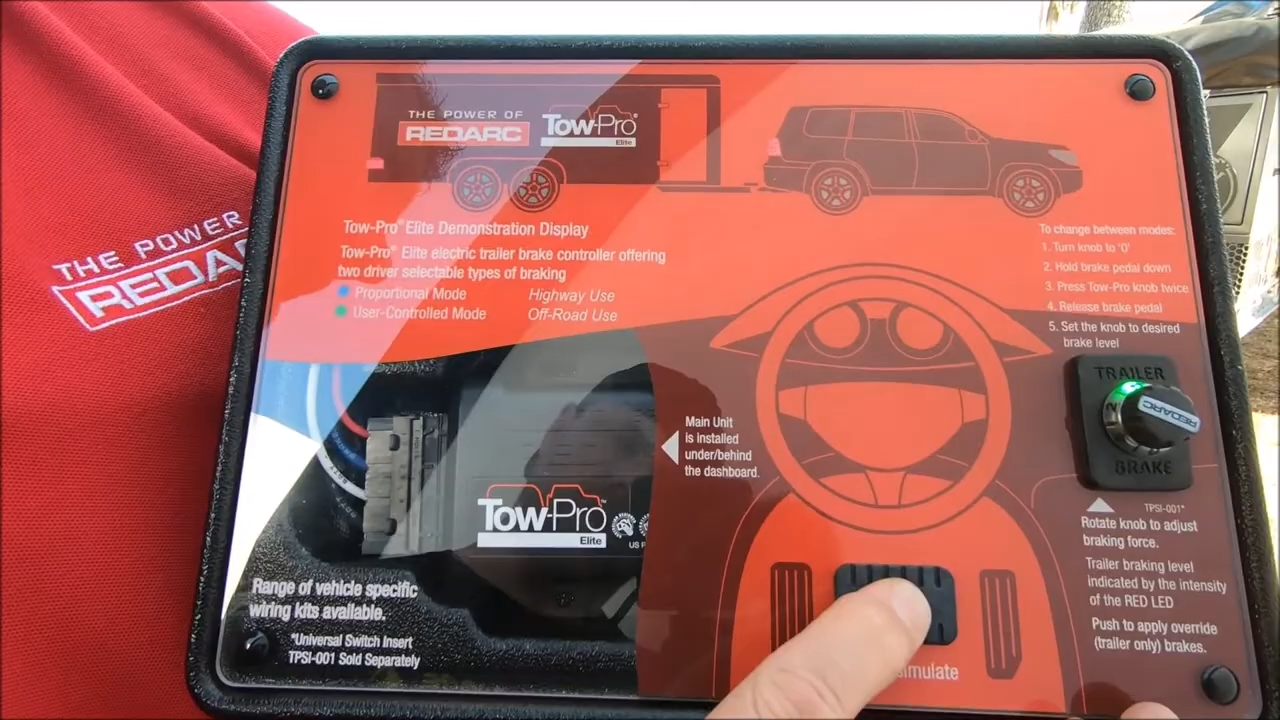 THE POWER OF
REDARC
Tow-Pro®
Elite
THE POWER
Tow-Pro® Elite Demonstration Display
Tow-Pro® Elite electric trailer brake controller offering
two driver selectable types of braking
Proportional Mode Highway Use
User-Controlled Mode Off-Road Use
To change between modes:
1. Turn knob to '0'
2. Hold brake pedal down
3. Press Tow-Pro knob twice
4. Release brake pedal
5. Set the knob to desired
brake level
TRAILER
REDARC
BRAKE
Main Unit
is installed
under/behind
the dashboard.
Tow-Pro™
Elite
TPSI-001*
Rotate knob to adjust
braking force.
Trailer braking level
indicated by the intensity
of the RED LED
Push to apply override
(trailer only) brakes.
Range of vehicle specific
wiring kits available.
*Universal Switch Insert
TPSI-001 Sold Separately
simulate